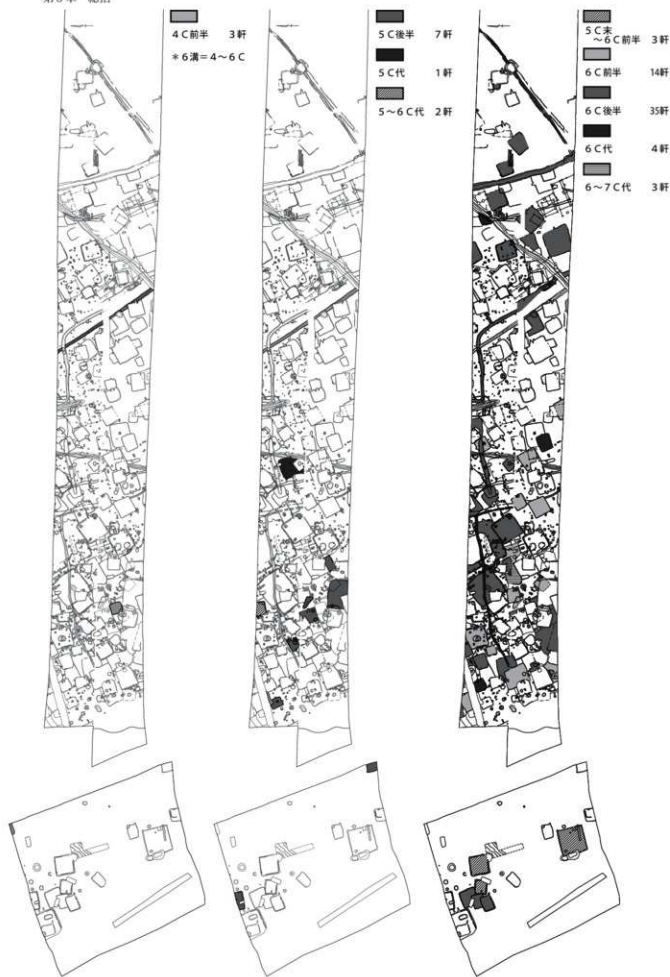 4C前半 3軒
＊6溝＝4～6C
5C後半 7軒
5C代 1軒
5～6C代 2軒
5C末
～6C前半 3軒
6C前半 14軒
6C後半 35軒
6C代 4軒
6～7C代 3軒